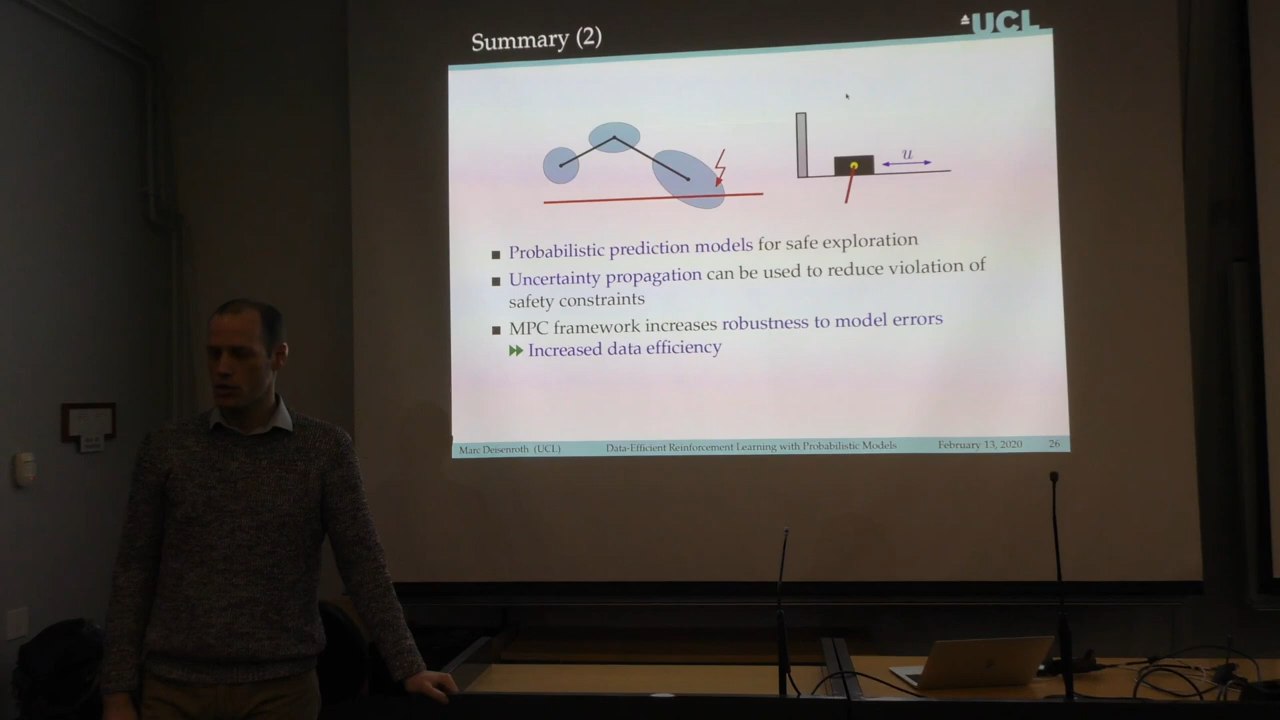 Summary (2)
UCL
u
Probabilistic prediction models for safe exploration
Uncertainty propagation can be used to reduce violation of
safety constraints
MPC framework increases robustness to model errors
Increased data efficiency
Marc Deisenroth (UCL) Data-Efficient Reinforcement Learning with Probabilistic Models February 13, 2020 26